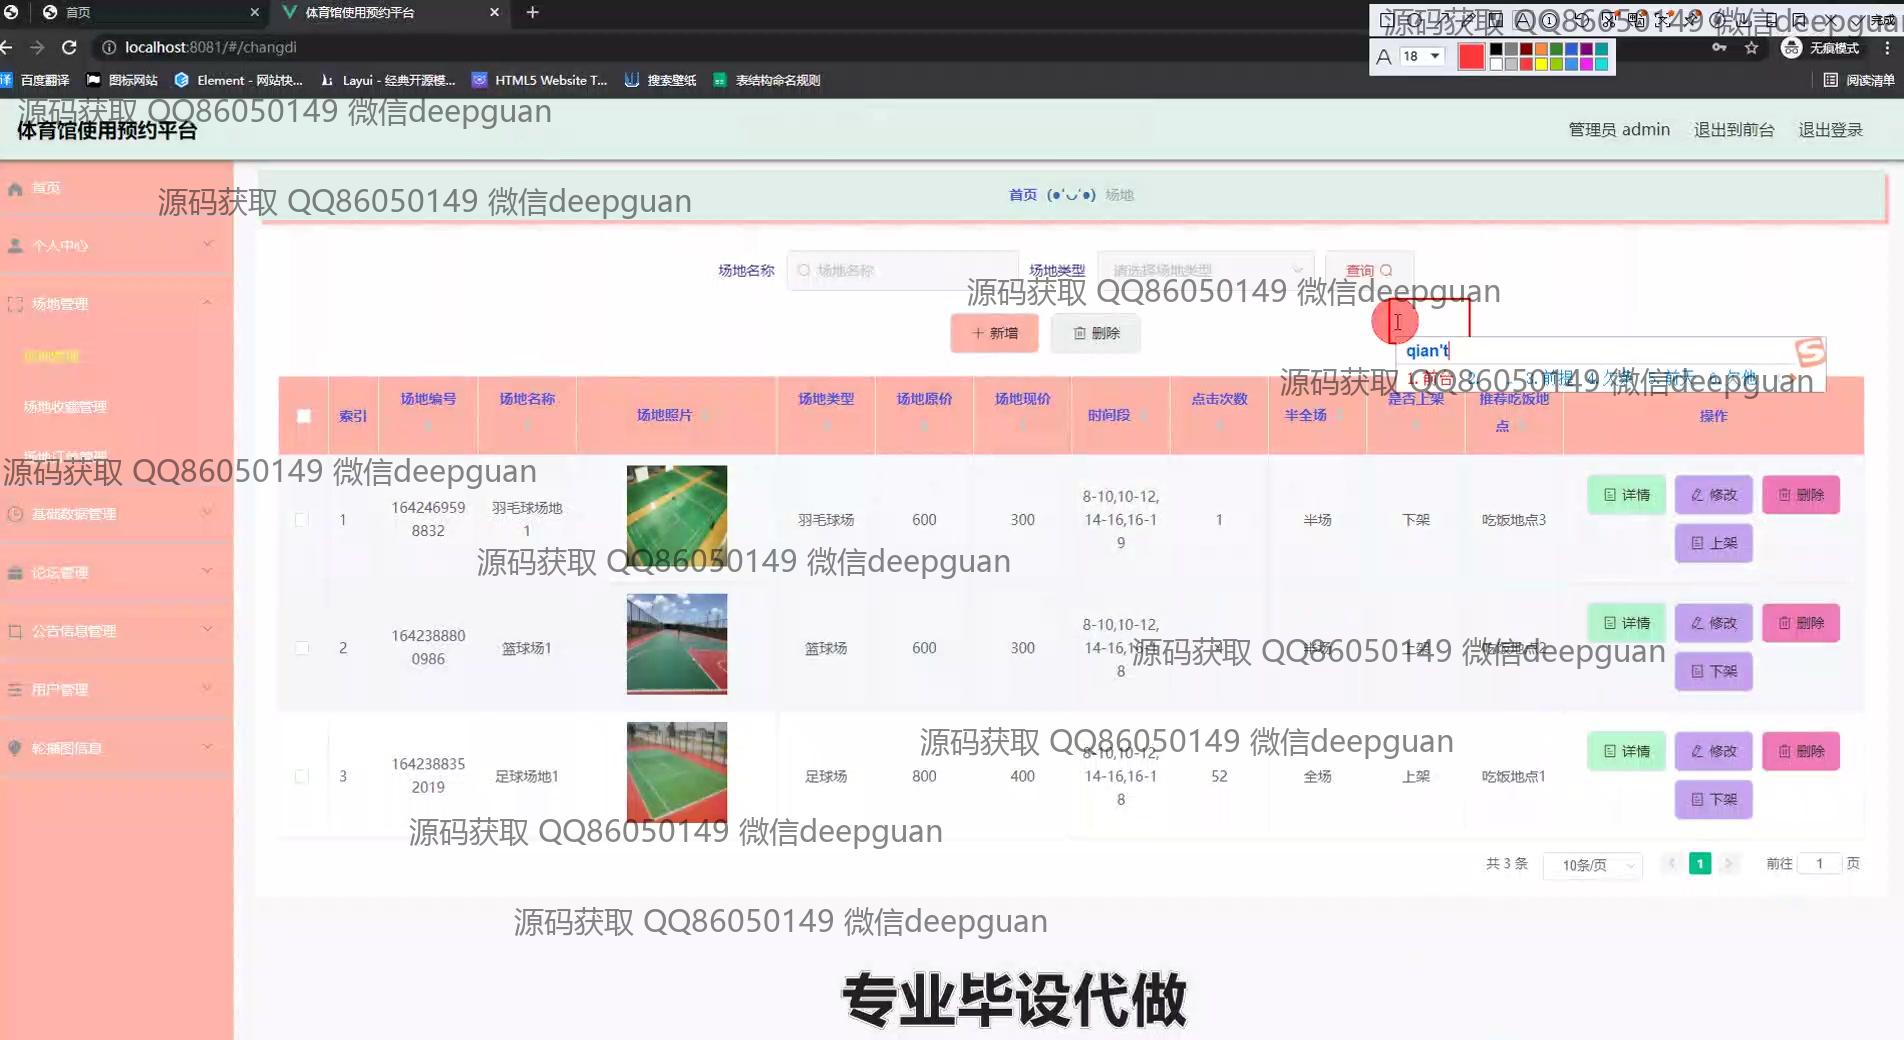 首页
体育馆使用预约平台
localhost:8081/#/changdi
无痕模式
百度翻译
图标网站
Element - 网站快...
Layui - 经典开源模...
HTML5 Website T...
搜索壁纸
表结构命名规则
阅读清单
完成
A 18
源码获取 QQ86050149 微信deepguan
源码获取 QQ86050149 微信deepguan
体育馆使用预约平台
管理员 admin 退出到前台 退出登录
首页
个人中心
场地管理
场地管理
场地收藏管理
场地订单管理
基础数据管理
论坛管理
公告信息管理
用户管理
轮播图信息
源码获取 QQ86050149 微信deepguan
首页 (●'◡'●) 场地
场地名称 场地名称 场地类型 请选择场地类型 查询
源码获取 QQ86050149 微信deepguan
新增 删除
qian't
1. 前台
源码获取 QQ86050149 微信deepguan
索引 场地编号 场地名称 场地照片 场地类型 场地原价 场地现价 时间段 点击次数 半全场 是否上架 推荐吃饭地点 操作
源码获取 QQ86050149 微信deepguan
1 1642469598832 羽毛球场地1 羽毛球场 600 300 8-10,10-12,14-16,16-19 1 半场 下架 吃饭地点3 详情 修改 删除 上架
源码获取 QQ86050149 微信deepguan
2 1642388800986 篮球场1 篮球场 600 300 8-10,10-12,14-16,16-18 4 半场 上架 吃饭地点2 详情 修改 删除 下架
源码获取 QQ86050149 微信deepguan
源码获取 QQ86050149 微信deepguan
3 1642388352019 足球场地1 足球场 800 400 8-10,10-12,14-16,16-18 52 全场 上架 吃饭地点1 详情 修改 删除 下架
源码获取 QQ86050149 微信deepguan
共 3 条 10条/页 1 前往 1 页
源码获取 QQ86050149 微信deepguan
专业毕设代做